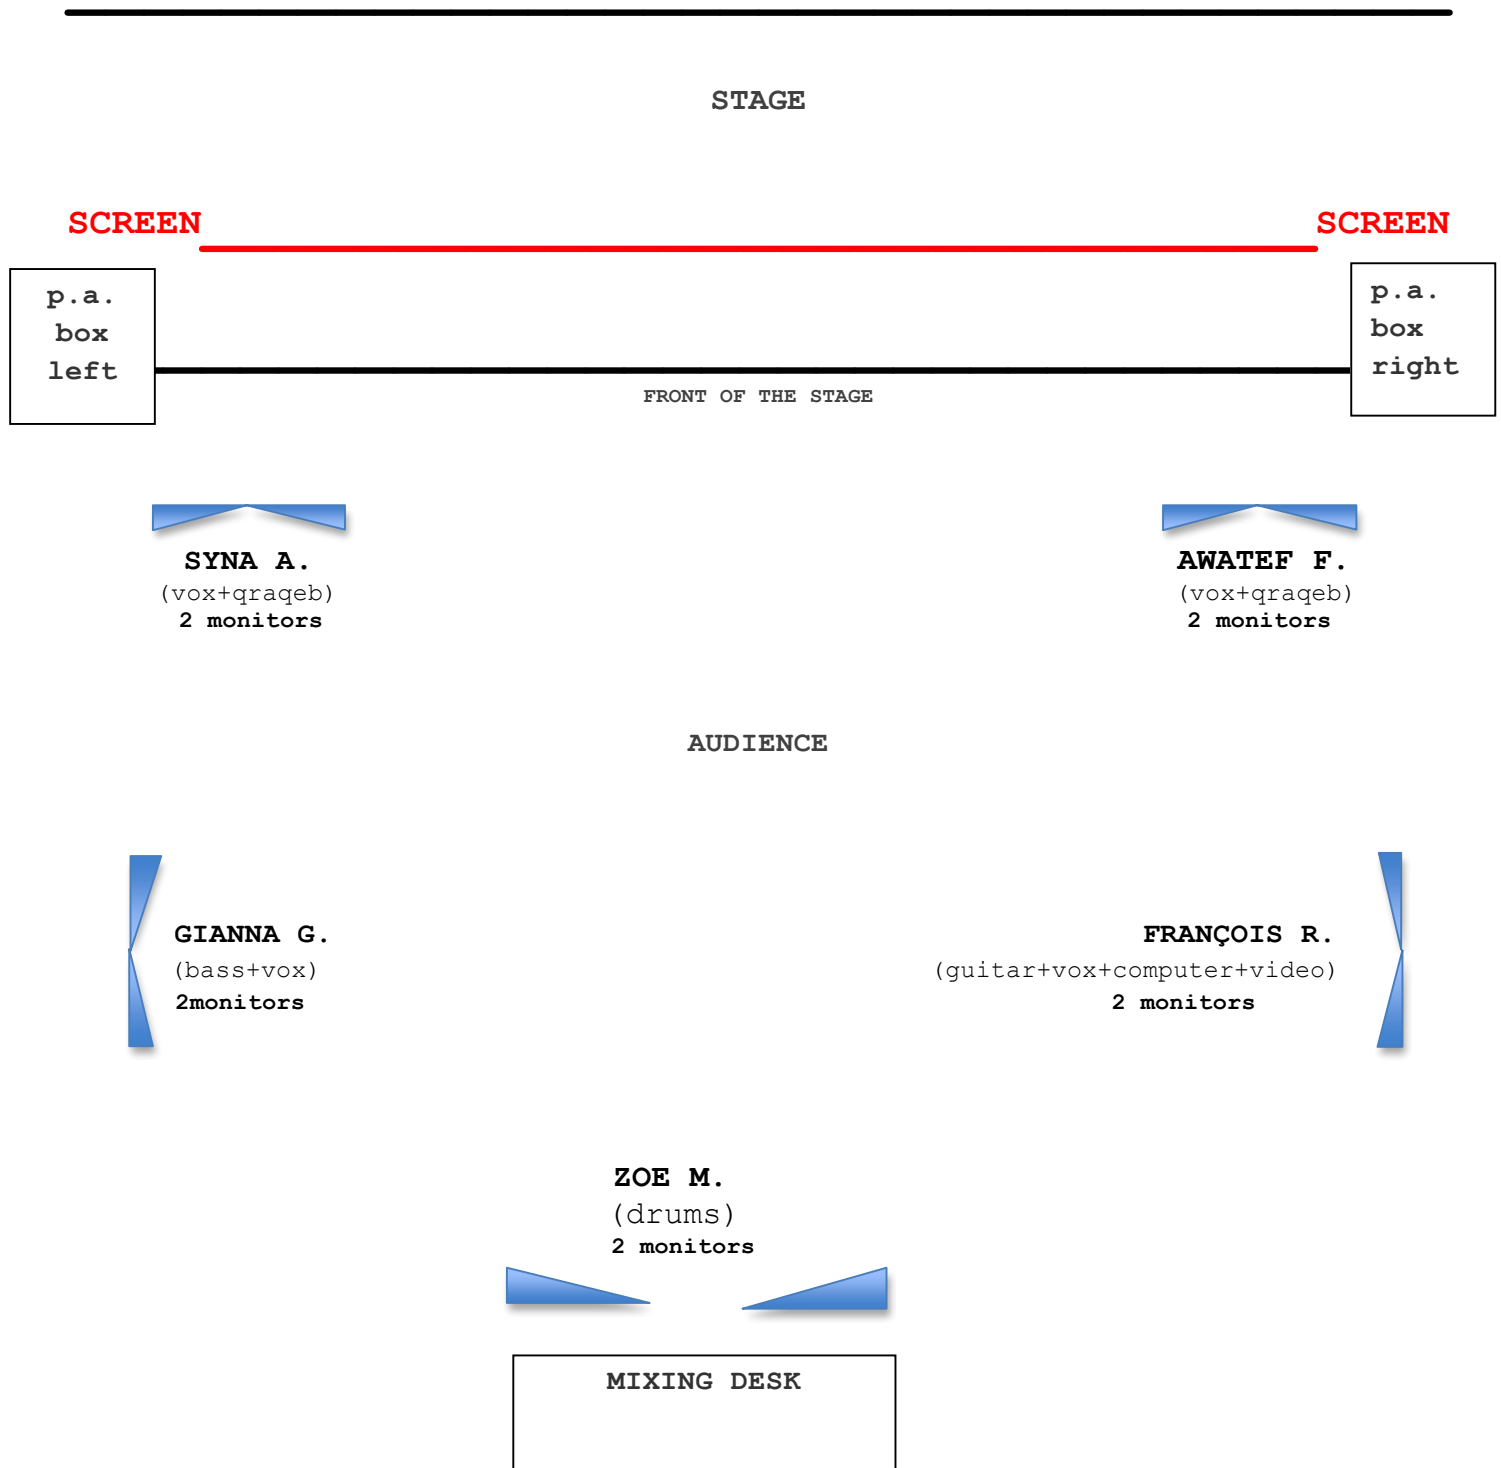 STAGE
SCREEN
SCREEN
p.a.
box
left
p.a.
box
right
FRONT OF THE STAGE
SYNA A.
(vox+qraqeb)
2 monitors
AWATEF F.
(vox+qraqeb)
2 monitors
AUDIENCE
GIANNA G.
(bass+vox)
2monitors
FRANÇOIS R.
(guitar+vox+computer+video)
2 monitors
ZOE M.
(drums)
2 monitors
MIXING DESK